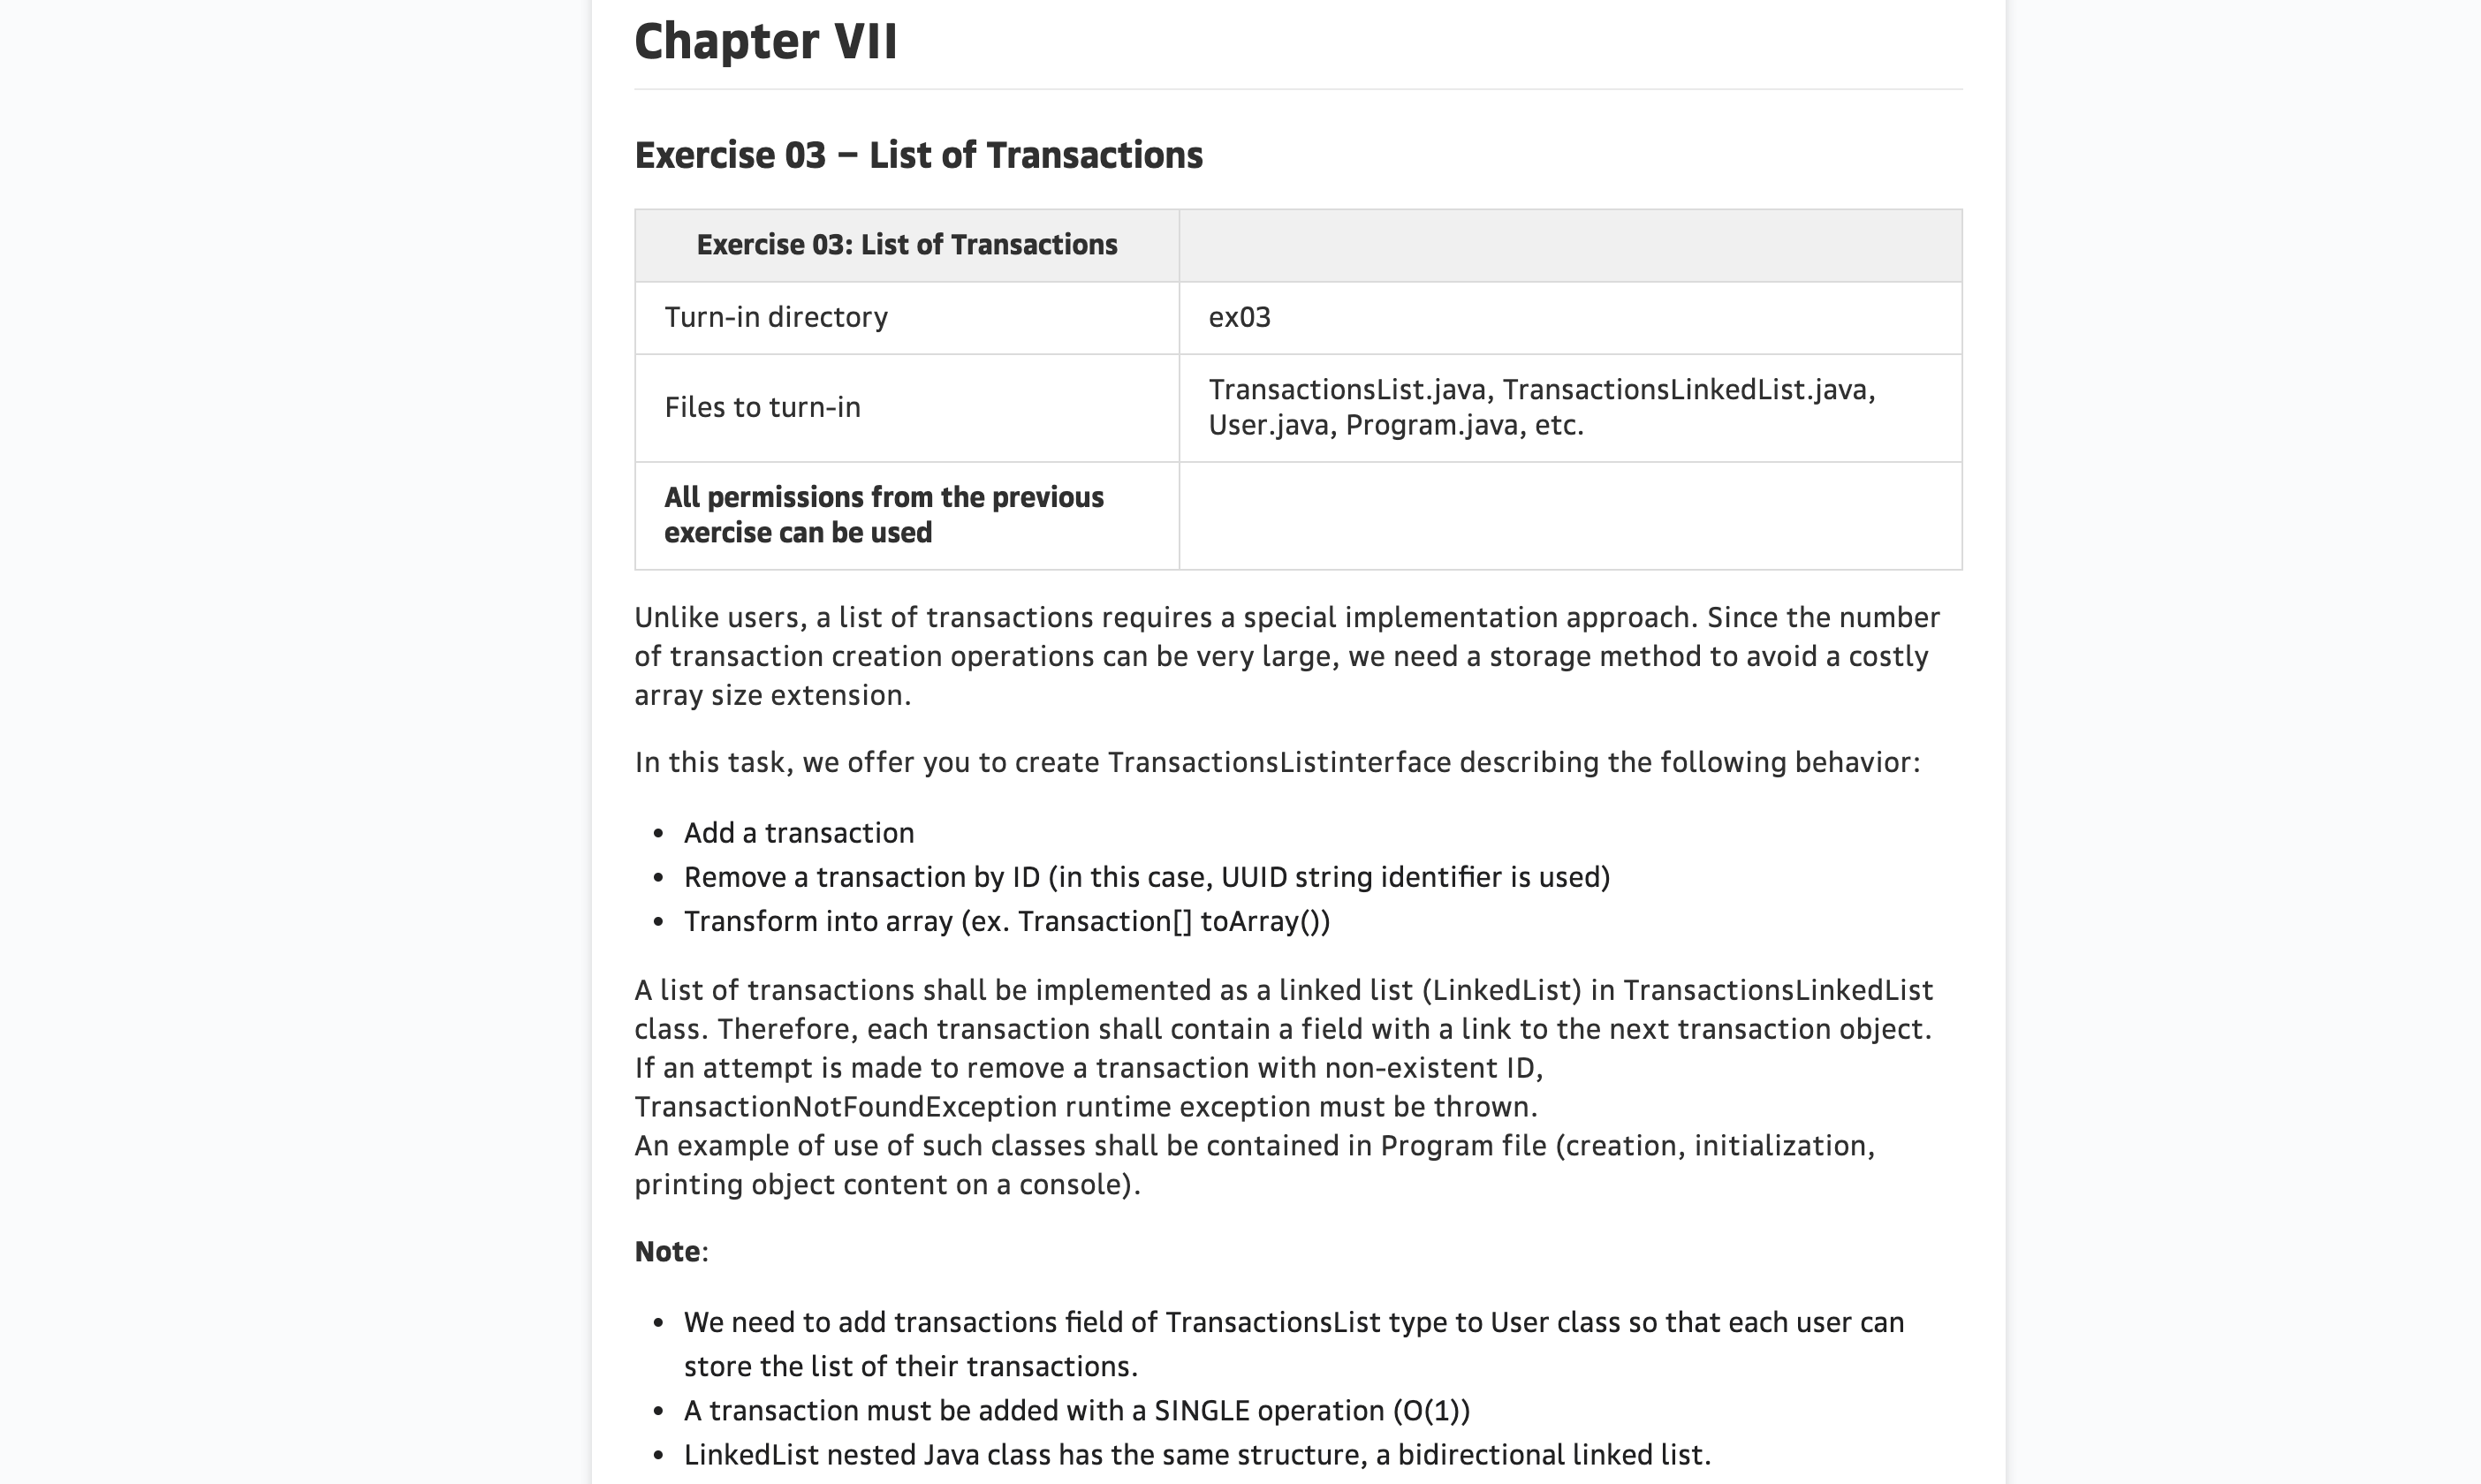 Chapter VII
Exercise 03 – List of Transactions
Exercise 03: List of Transactions
Turn-in directory
ex03
Files to turn-in
TransactionsList.java, TransactionsLinkedList.java,
User.java, Program.java, etc.
All permissions from the previous
exercise can be used
Unlike users, a list of transactions requires a special implementation approach. Since the number
of transaction creation operations can be very large, we need a storage method to avoid a costly
array size extension.
In this task, we offer you to create TransactionsListinterface describing the following behavior:
• Add a transaction
• Remove a transaction by ID (in this case, UUID string identifier is used)
• Transform into array (ex. Transaction[] toArray())
A list of transactions shall be implemented as a linked list (LinkedList) in TransactionsLinkedList
class. Therefore, each transaction shall contain a field with a link to the next transaction object.
If an attempt is made to remove a transaction with non-existent ID,
TransactionNotFoundException runtime exception must be thrown.
An example of use of such classes shall be contained in Program file (creation, initialization,
printing object content on a console).
Note:
• We need to add transactions field of TransactionsList type to User class so that each user can
store the list of their transactions.
• A transaction must be added with a SINGLE operation (O(1))
• LinkedList nested Java class has the same structure, a bidirectional linked list.